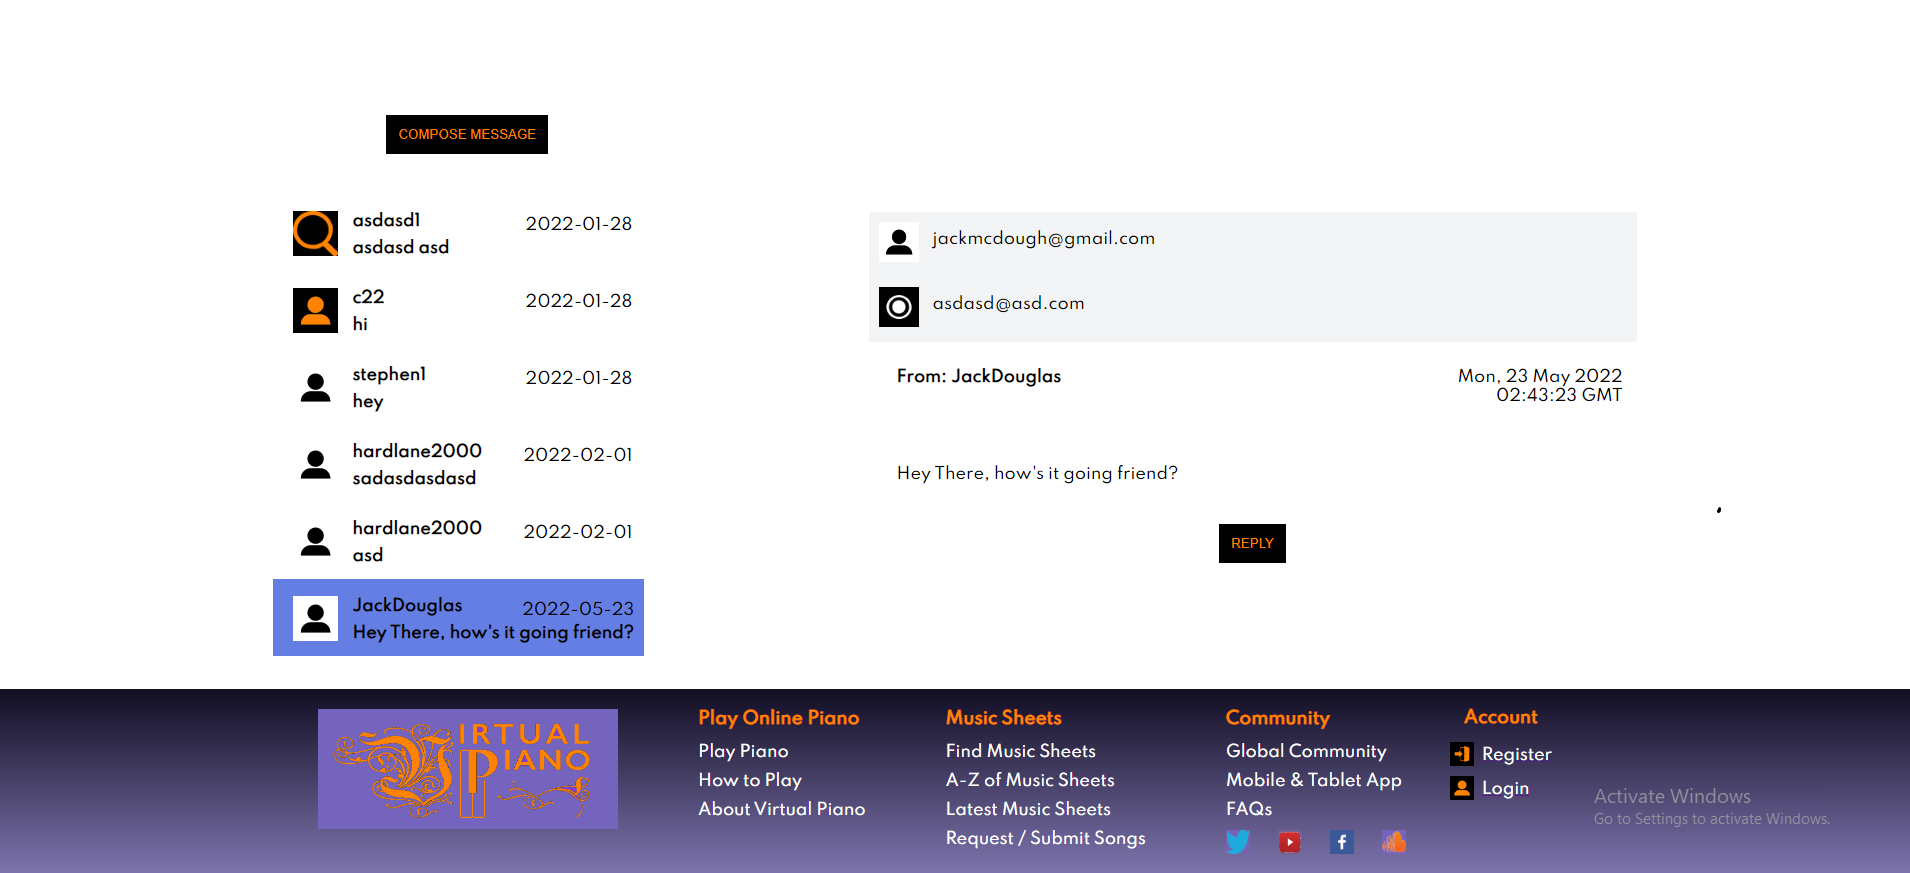 COMPOSE MESSAGE
asdasd1 2022-01-28
asdasd asd
c22 2022-01-28
hi
stephen1 2022-01-28
hey
hardlane2000 2022-02-01
sadasdasdasd
hardlane2000 2022-02-01
asd
JackDouglas 2022-05-23
Hey There, how's it going friend?
jackmcdough@gmail.com
asdasd@asd.com
From: JackDouglas
Mon, 23 May 2022
02:43:23 GMT
Hey There, how's it going friend?
REPLY
VIRTUAL
PIANO
Play Online Piano
Play Piano
How to Play
About Virtual Piano
Music Sheets
Find Music Sheets
A-Z of Music Sheets
Latest Music Sheets
Request / Submit Songs
Community
Global Community
Mobile & Tablet App
FAQs
Account
Register
Login
Activate Windows
Go to Settings to activate Windows.